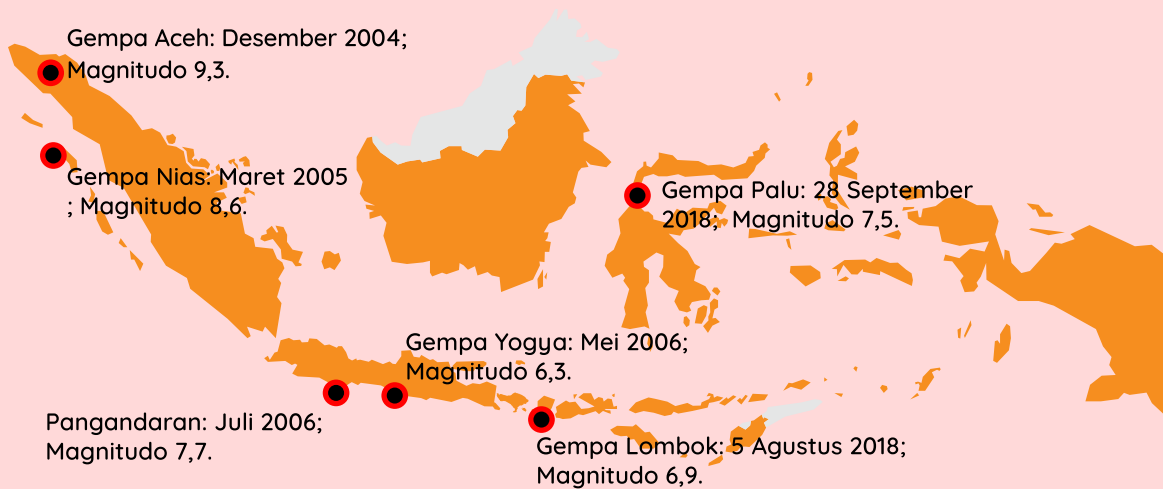 Gempa Aceh: Desember 2004;
Magnitudo 9,3.
Gempa Nias: Maret 2005
; Magnitudo 8,6.
Gempa Palu: 28 September
2018;  Magnitudo 7,5.
Gempa Yogya: Mei 2006;
Magnitudo 6,3.
Pangandaran: Juli 2006;
Magnitudo 7,7.
Gempa Lombok: 5 Agustus 2018;
Magnitudo 6,9.